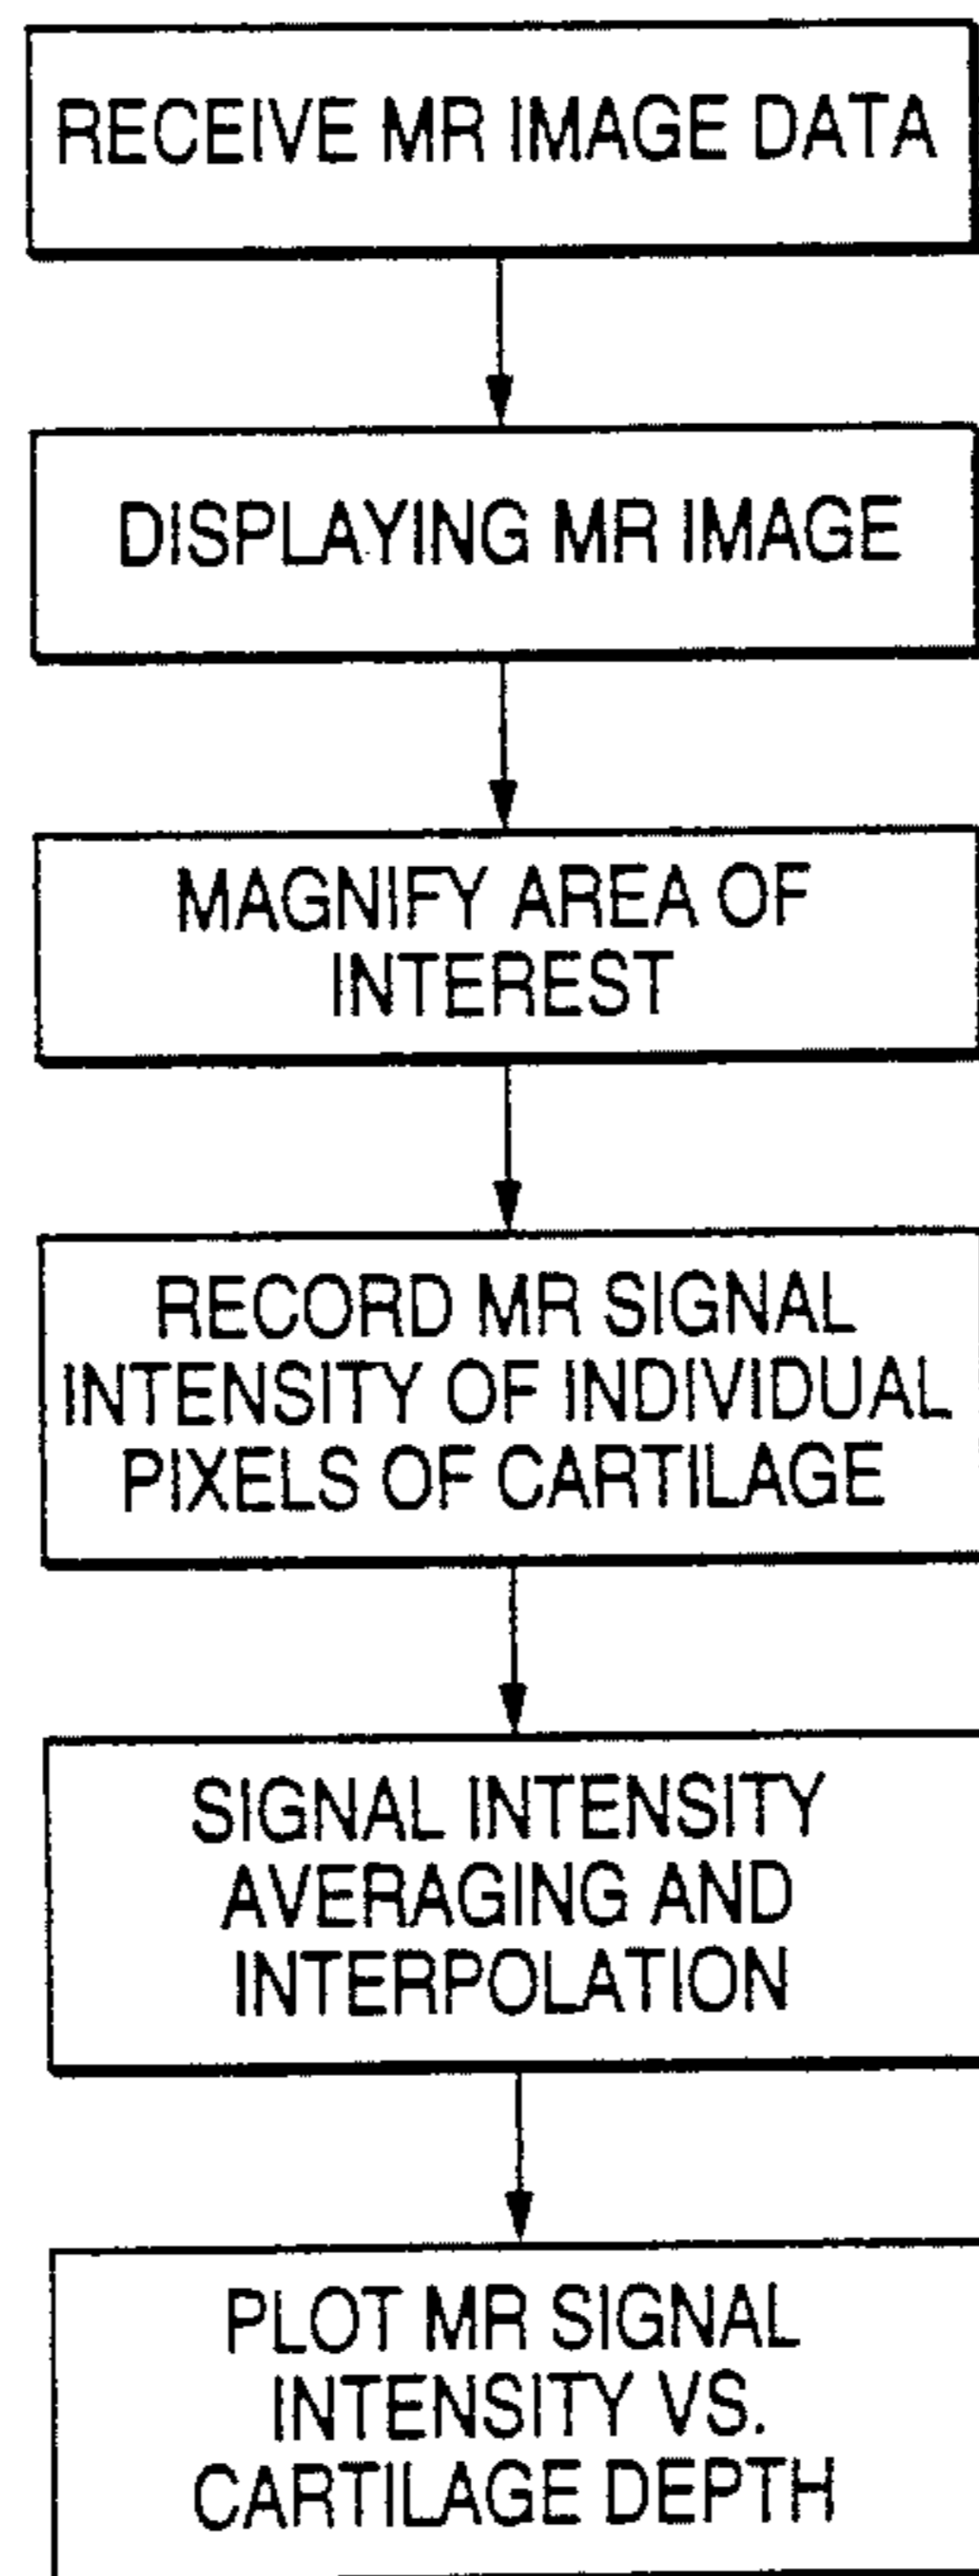 RECEIVE MR IMAGE DATA
DISPLAYING MR IMAGE
MAGNIFY AREA OF
INTEREST
RECORD MR SIGNAL
INTENSITY OF INDIVIDUAL
PIXELS OF CARTILAGE
SIGNAL INTENSITY
AVERAGING AND
INTERPOLATION
PLOT MR SIGNAL
INTENSITY VS.
CARTILAGE DEPTH